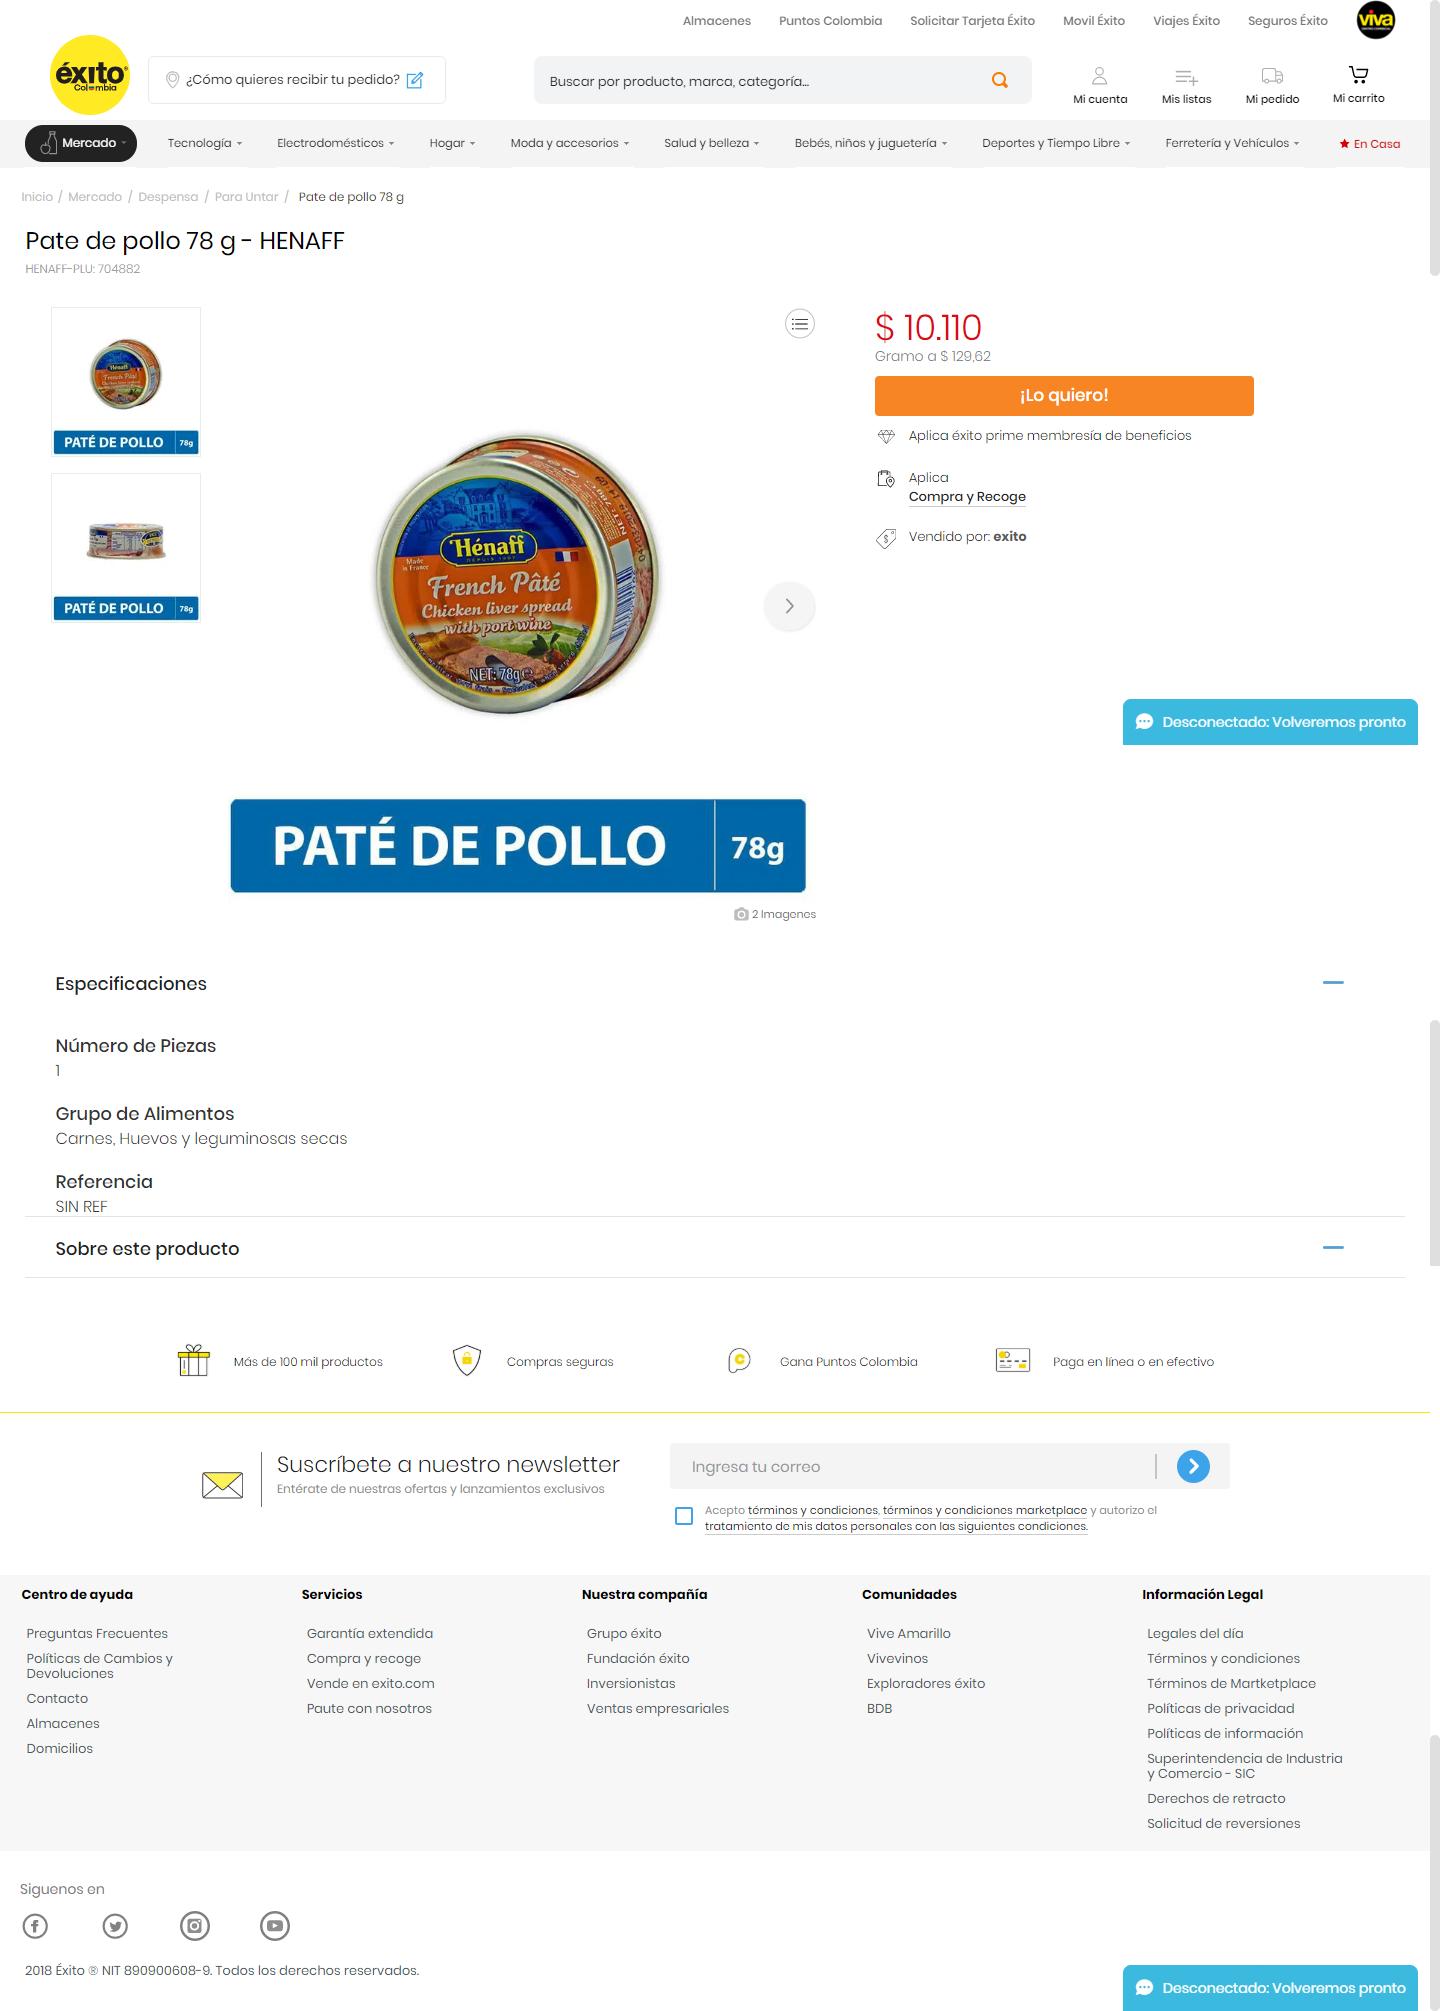 Almacenes Puntos Colombia Solicitar Tarjeta Éxito Movil Éxito Viajes Éxito Seguros Éxito viva
éxito
Colombia
¿Cómo quieres recibir tu pedido?
Buscar por producto, marca, categoría...
Mi cuenta Mis listas Mi pedido Mi carrito
Mercado Tecnología Electrodomésticos Hogar Moda y accesorios Salud y belleza Bebés, niños y juguetería Deportes y Tiempo Libre Ferretería y Vehículos En Casa
Inicio / Mercado / Despensa / Para Untar / Pate de pollo 78 g
Pate de pollo 78 g - HENAFF
HENAFF-PLU: 704882
PATÉ DE POLLO 78g
PATÉ DE POLLO 78g
Hénaff
DEPUIS 1907
Made
in France
French Pâté
Chicken liver spread
with port wine
NET: 78g e
PATÉ DE POLLO 78g
2 Imagenes
$ 10.110
Gramo a $ 129,62
¡Lo quiero!
Aplica éxito prime membresía de beneficios
Aplica
Compra y Recoge
Vendido por: exito
Desconectado: Volveremos pronto
Especificaciones
Número de Piezas
1
Grupo de Alimentos
Carnes, Huevos y leguminosas secas
Referencia
SIN REF
Sobre este producto
Más de 100 mil productos Compras seguras Gana Puntos Colombia Paga en línea o en efectivo
Suscríbete a nuestro newsletter
Entérate de nuestras ofertas y lanzamientos exclusivos
Ingresa tu correo
Acepto términos y condiciones, términos y condiciones marketplace y autorizo el
tratamiento de mis datos personales con las siguientes condiciones.
Centro de ayuda
Preguntas Frecuentes
Políticas de Cambios y
Devoluciones
Contacto
Almacenes
Domicilios
Servicios
Garantía extendida
Compra y recoge
Vende en exito.com
Paute con nosotros
Nuestra compañía
Grupo éxito
Fundación éxito
Inversionistas
Ventas empresariales
Comunidades
Vive Amarillo
Vivevinos
Exploradores éxito
BDB
Información Legal
Legales del día
Términos y condiciones
Términos de Martketplace
Políticas de privacidad
Políticas de información
Superintendencia de Industria
y Comercio - SIC
Derechos de retracto
Solicitud de reversiones
Siguenos en
2018 Éxito ® NIT 890900608-9. Todos los derechos reservados.
Desconectado: Volveremos pronto